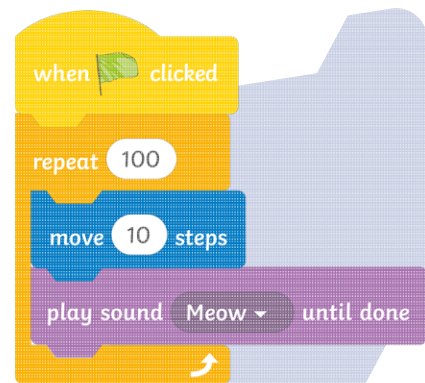 when clicked
repeat 100
move 10 steps
play sound Meow until done